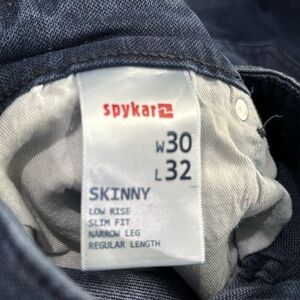 spykar
W30
L32
SKINNY
LOW RISE
SLIM FIT
NARROW LEG
REGULAR LENGTH